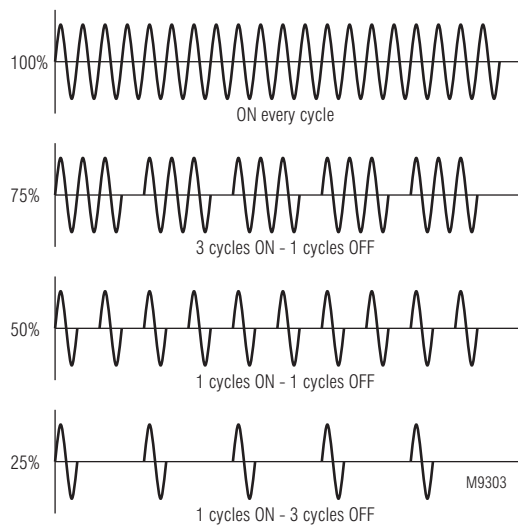 100%
ON every cycle
75%
3 cycles ON - 1 cycles OFF
50%
1 cycles ON - 1 cycles OFF
25%
M9303
1 cycles ON - 3 cycles OFF